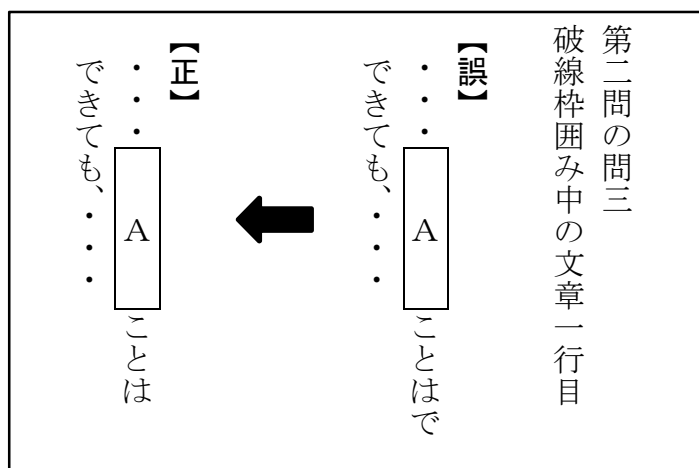 第二問の問三
破線枠囲み中の文章一行目
【誤】
・・・ A ことはで
できても、・・・
【正】
・・・ A ことは
できても、・・・